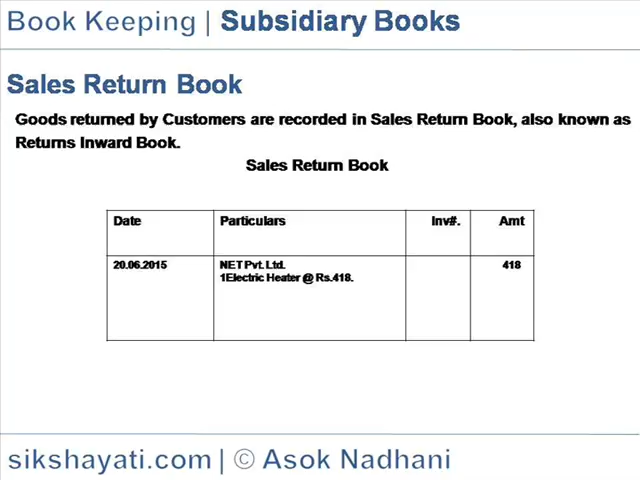 Book Keeping | Subsidiary Books
Sales Return Book
Goods returned by Customers are recorded in Sales Return Book, also known as
Returns Inward Book.
Sales Return Book
Date Particulars Inv#. Amt
20.06.2015 NET Pvt. Ltd. 418
1Electric Heater @ Rs.418.
sikshayati.com | © Asok Nadhani